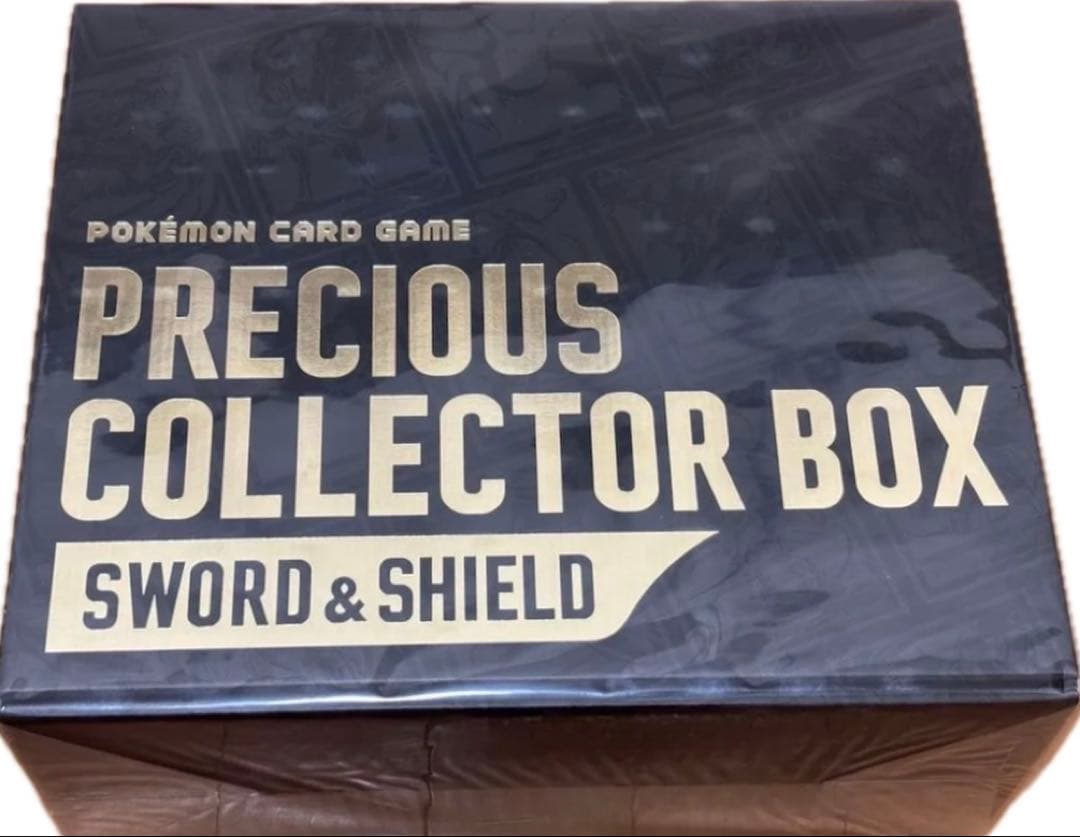 POKÉMON CARD GAME
PRECIOUS
COLLECTOR BOX
SWORD & SHIELD